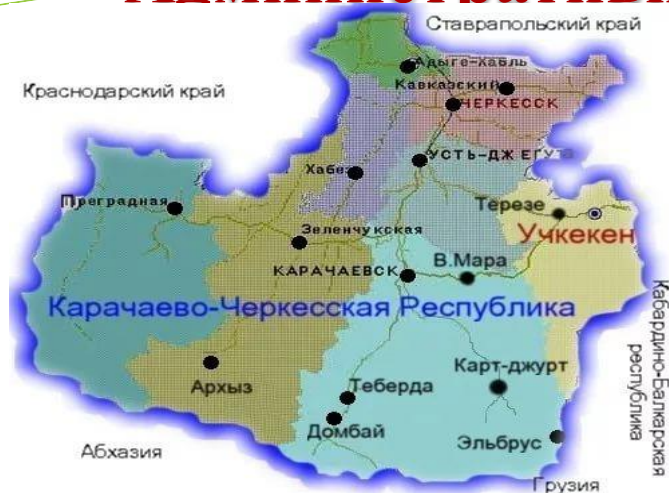 Ставрапольский край
Адыге-Хабль
Краснодарский край
Кавказский
ЧЕРКЕССК
УСТЬ-ДЖЕГУТА
Хабез
Преградная
Терезе
Учкекен
Зеленчукская
В.Мара
КАРАЧАЕВСК
Карачаево-Черкесская Республика
Кабардино-Балкарская
республика
Архыз
Теберда
Карт-джурт
Домбай
Эльбрус
Абхазия
Грузия